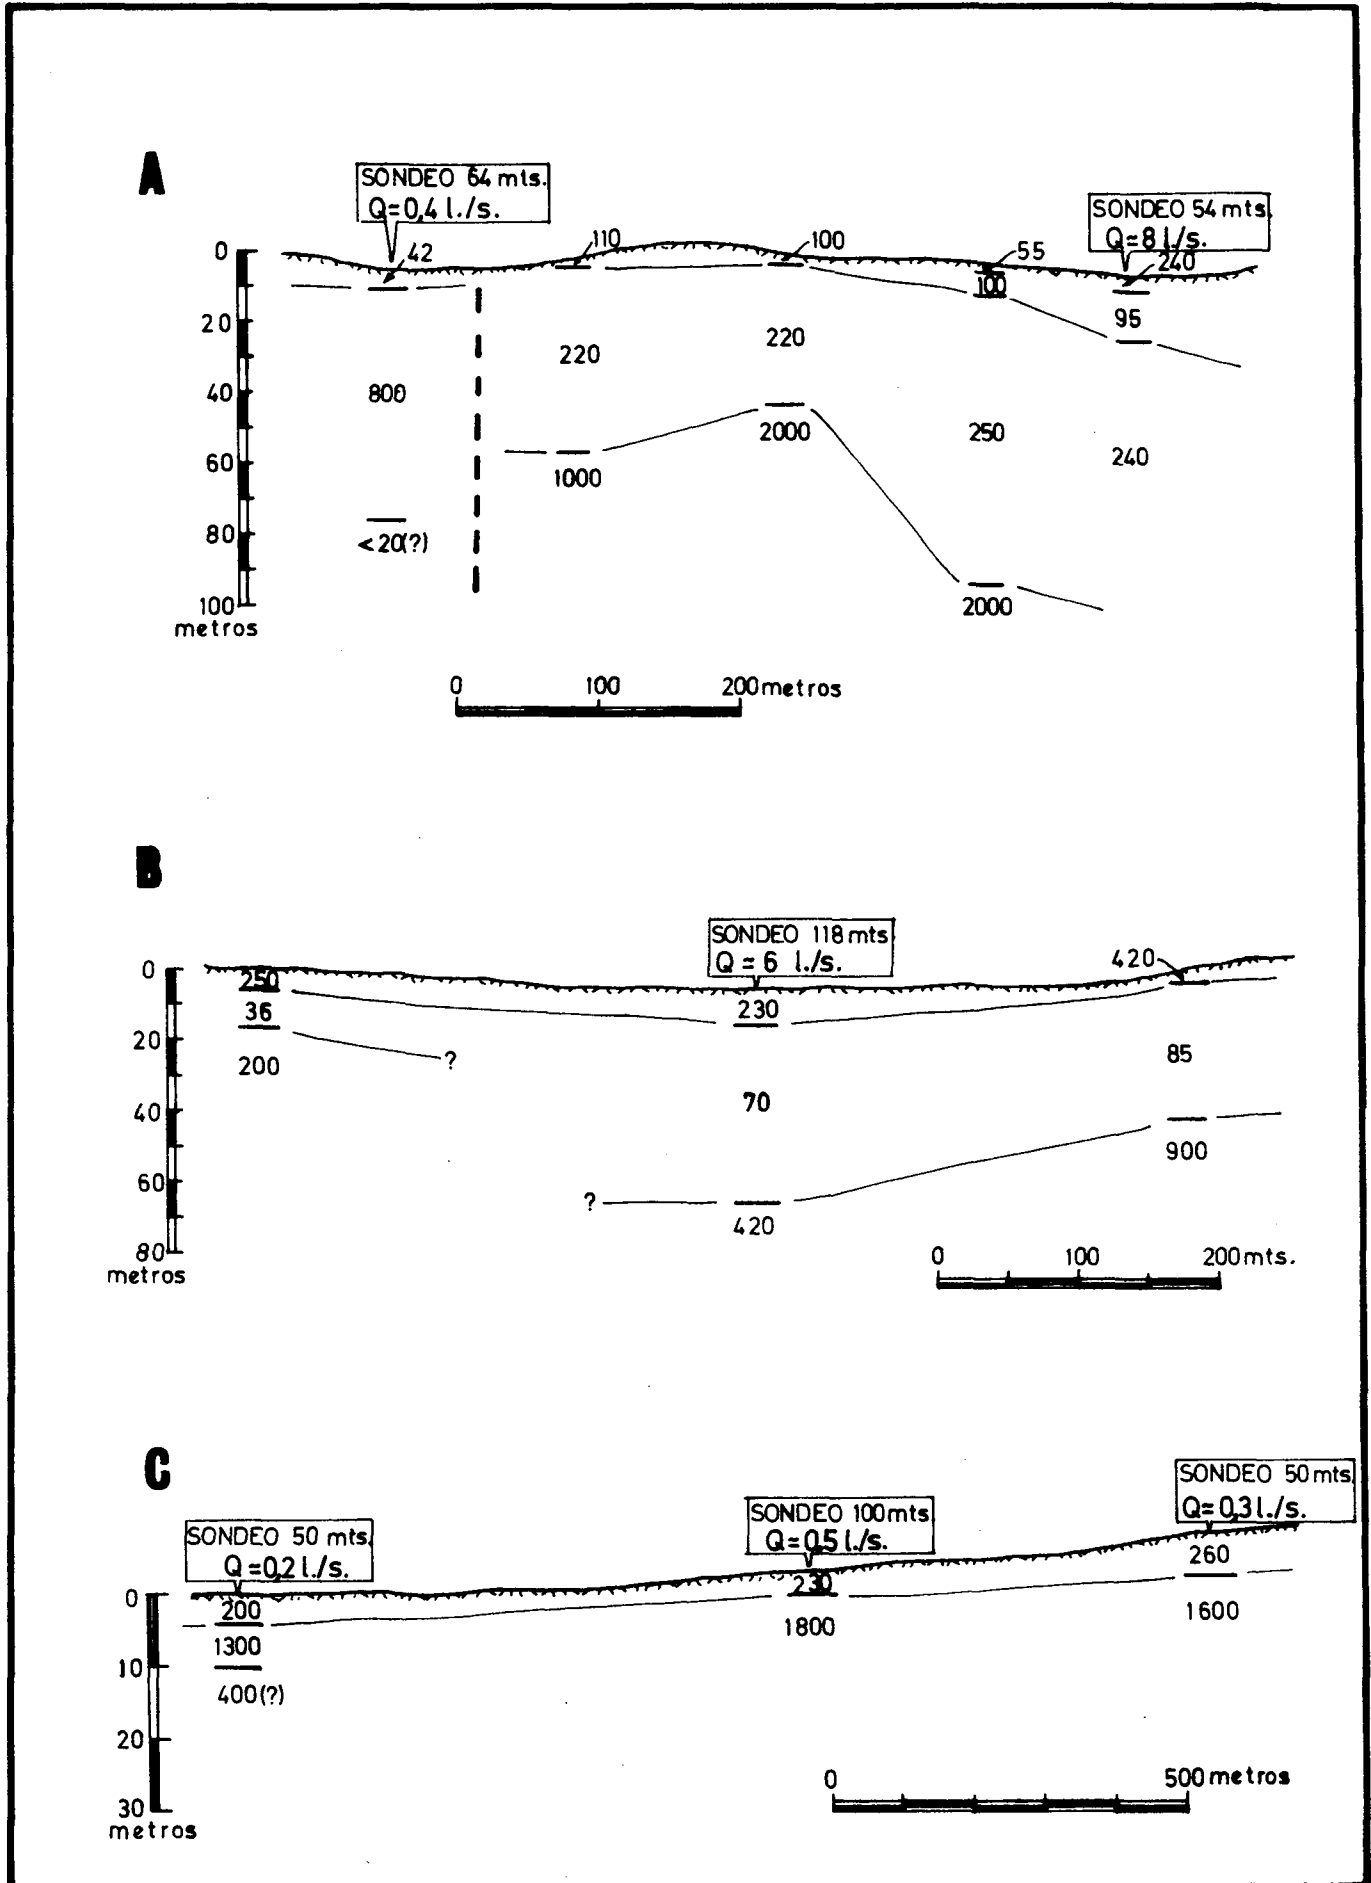 A
SONDEO 64 mts.
Q=0,4 l./s.
SONDEO 54 mts
Q=8 l./s.
42
110
100
55
240
0
20
40
60
80
100
metros
100
95
220
220
800
250
240
2000
1000
<20(?)
2000
0 100 200 metros
B
SONDEO 118 mts
Q = 6 l./s.
420
0
20
40
60
80
metros
250
36
200
?
230
70
85
900
?
420
0 100 200 mts.
C
SONDEO 50 mts.
Q=0,3 l./s.
SONDEO 100 mts
Q=0,5 l./s.
SONDEO 50 mts.
Q=0,2 l./s.
260
230
1600
1800
0
10
20
30
metros
200
1300
400(?)
0 500 metros